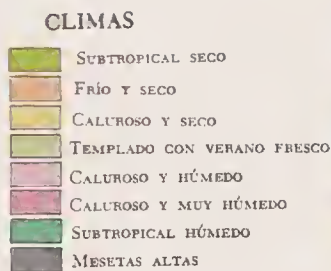 CLIMAS
SUBTROPICAL SECO
FRÍO Y SECO
CALUROSO Y SECO
TEMPLADO CON VERANO FRESCO
CALUROSO Y HÚMEDO
CALUROSO Y MUY HÚMEDO
SUBTROPICAL HÚMEDO
MESETAS ALTAS